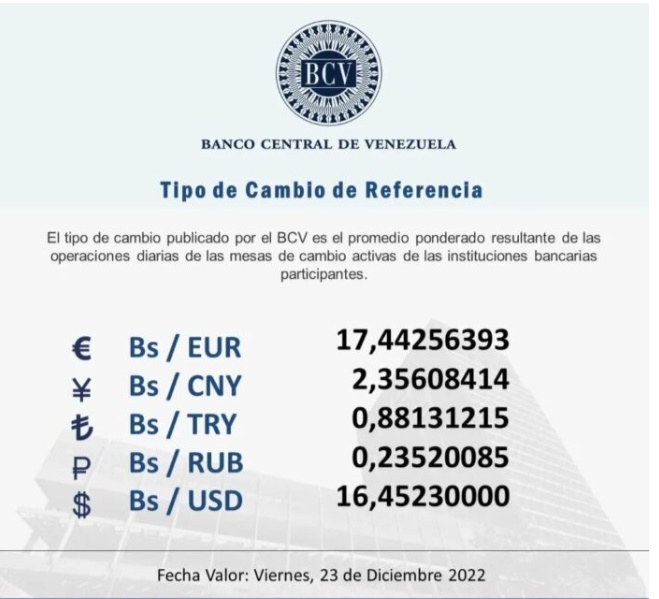 BCV
BANCO CENTRAL DE VENEZUELA
Tipo de Cambio de Referencia
El tipo de cambio publicado por el BCV es el promedio ponderado resultante de las
operaciones diarias de las mesas de cambio activas de las instituciones bancarias
participantes.
€ Bs / EUR 17,44256393
¥ Bs / CNY 2,35608414
₺ Bs / TRY 0,88131215
₽ Bs / RUB 0,23520085
$ Bs / USD 16,45230000
Fecha Valor: Viernes, 23 de Diciembre 2022